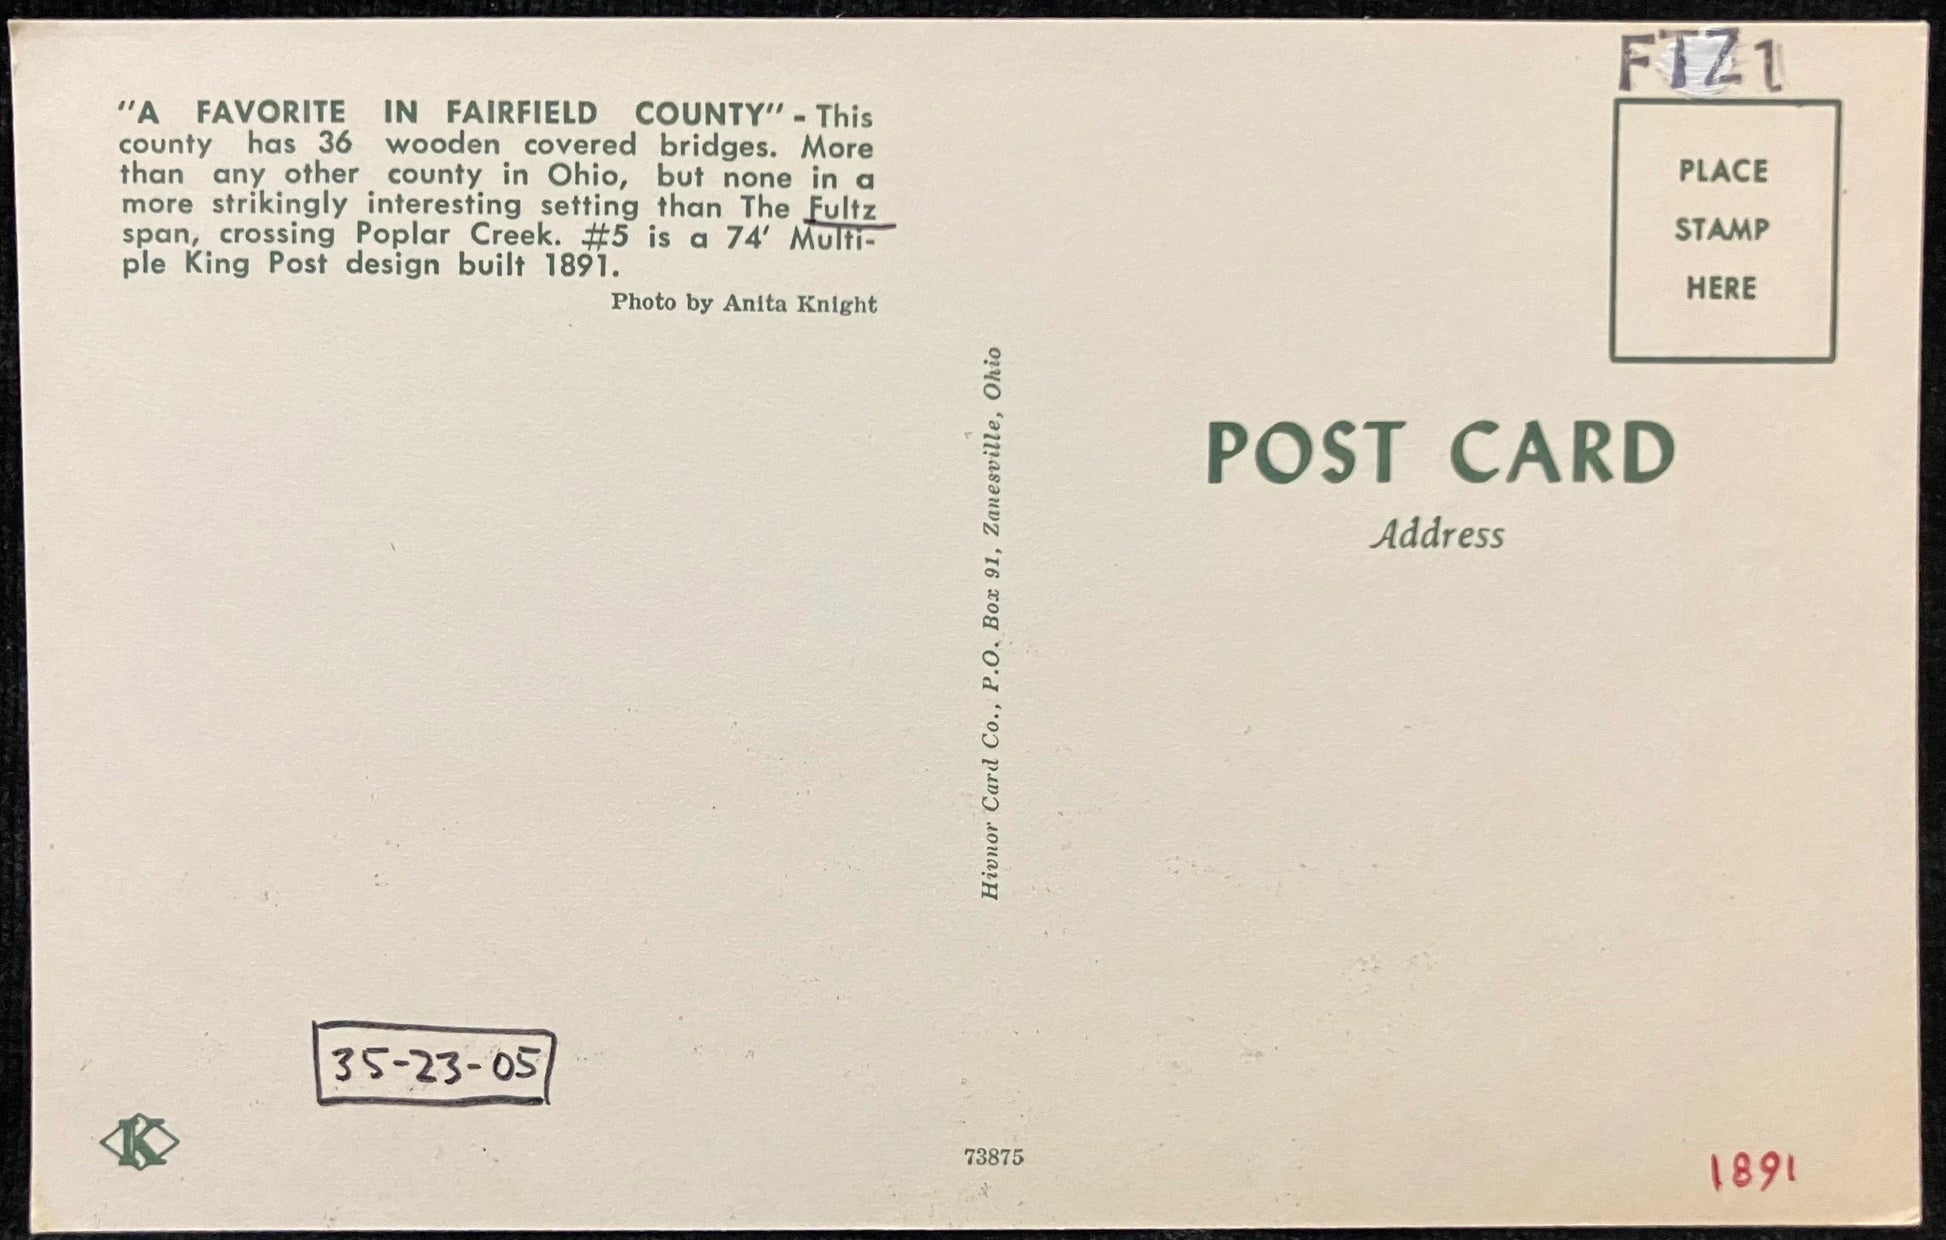 "A FAVORITE IN FAIRFIELD COUNTY" - This
county has 36 wooden covered bridges. More
than any other county in Ohio, but none in a
more strikingly interesting setting than The Fultz
span, crossing Poplar Creek. #5 is a 74' Multi-
ple King Post design built 1891.
Photo by Anita Knight
Hivnor Card Co., P.O. Box 91, Zanesville, Ohio
FTZ1
PLACE
STAMP
HERE
POST CARD
Address
35-23-05
K
73875
1891